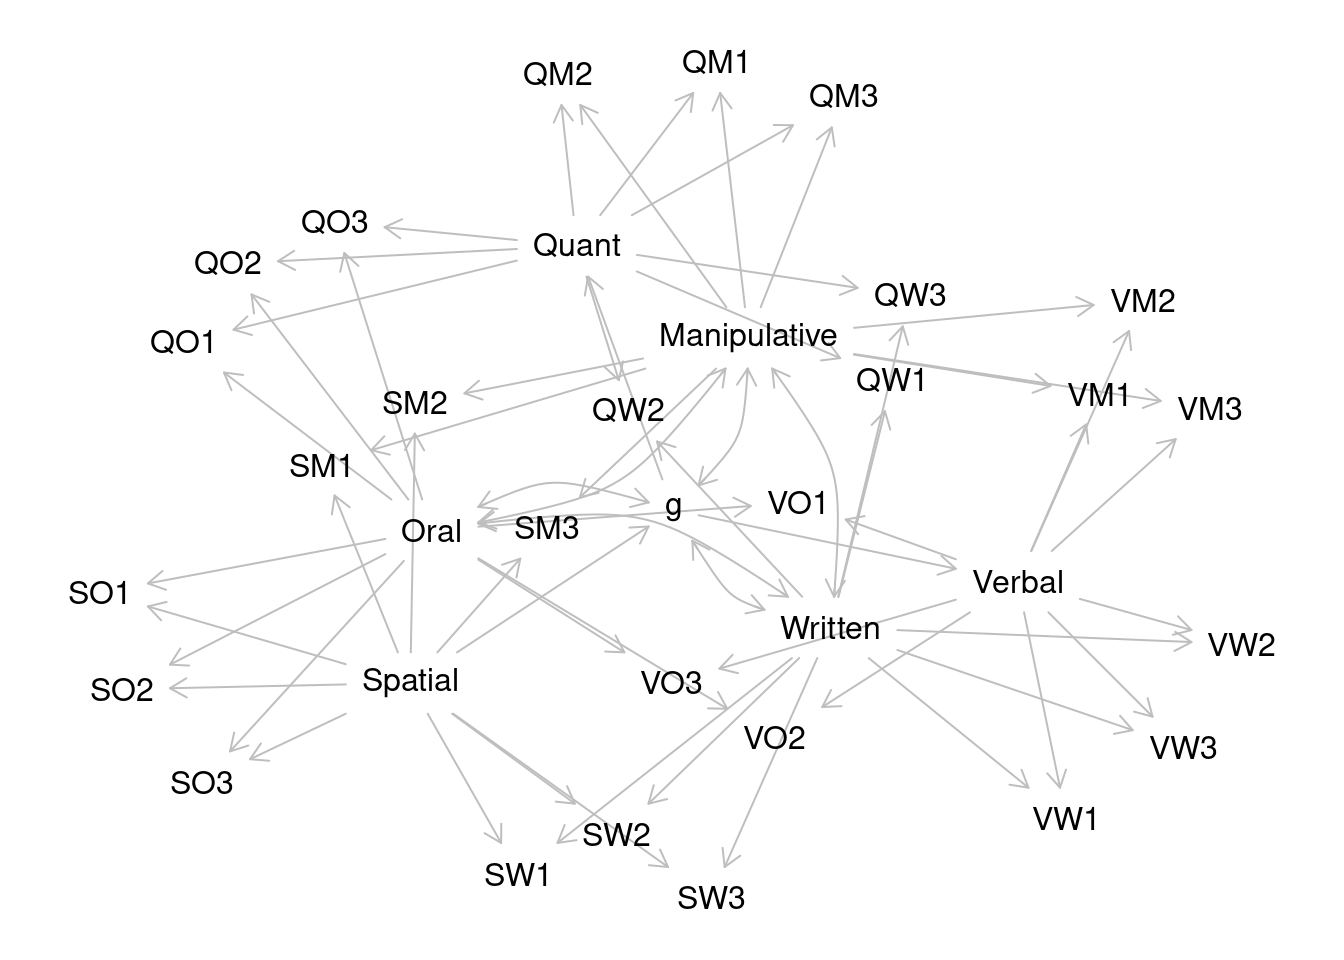 QM1
QM2
QM3
QO3
Quant
QO2
QW3
VM2
Manipulative
QO1
QW1
VM1
SM2
QW2
VM3
SM1
g
VO1
Oral
SM3
Verbal
SO1
Written
VW2
Spatial
VO3
SO2
VO2
VW3
SO3
VW1
SW2
SW1
SW3